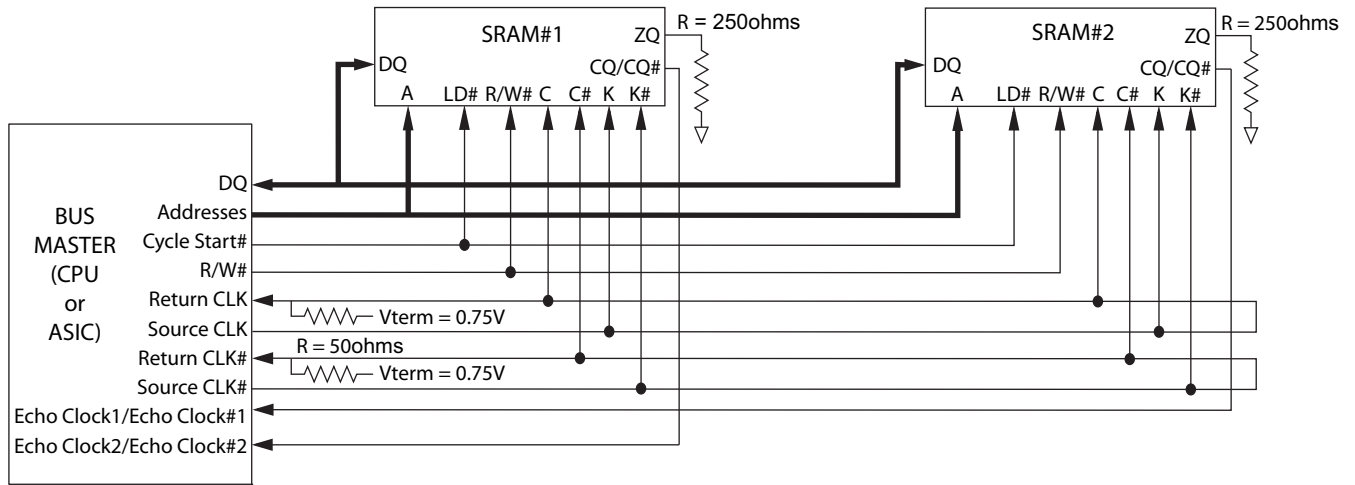 SRAM#1
ZQ
R = 250ohms
DQ
CQ/CQ#
A LD# R/W# C C# K K#
SRAM#2
ZQ
R = 250ohms
DQ
CQ/CQ#
A LD# R/W# C C# K K#
BUS
MASTER
(CPU
or
ASIC)
DQ
Addresses
Cycle Start#
R/W#
Return CLK
Vterm = 0.75V
Source CLK
R = 50ohms
Return CLK#
Vterm = 0.75V
Source CLK#
Echo Clock1/Echo Clock#1
Echo Clock2/Echo Clock#2